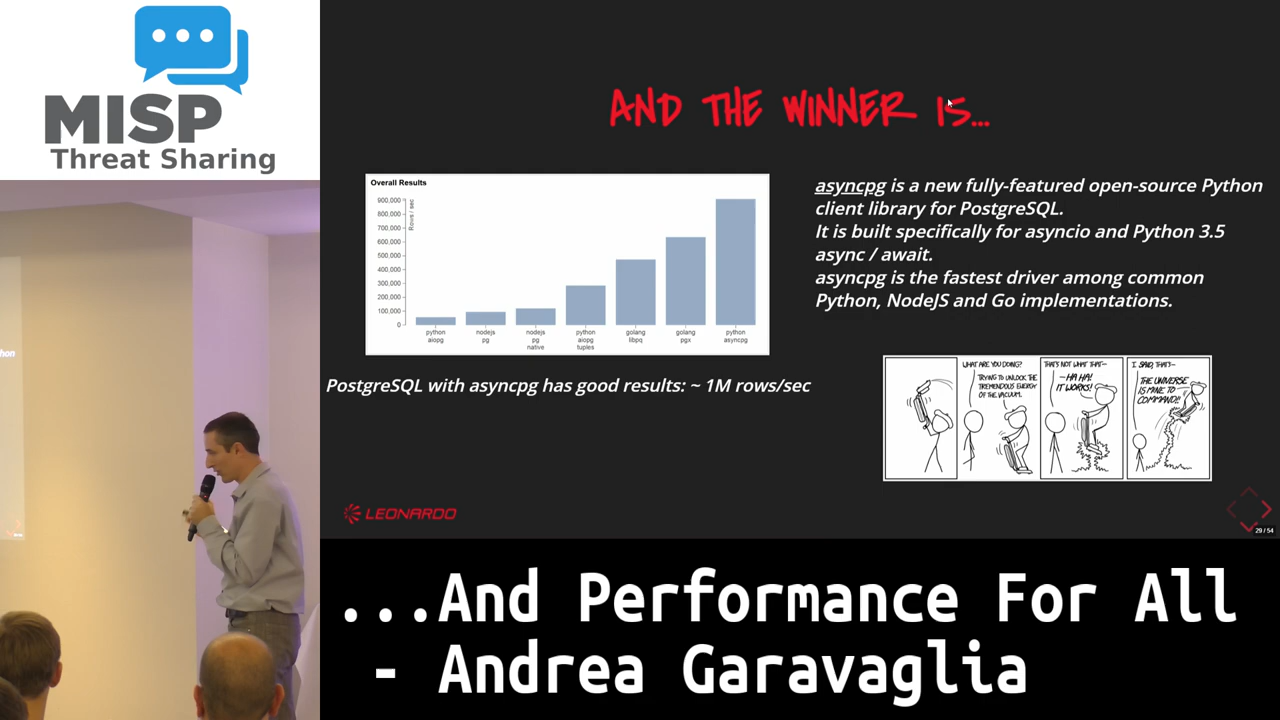 MISP
Threat Sharing
AND THE WINNER IS...
Overall Results
Rows / sec
900,000
800,000
700,000
600,000
500,000
400,000
300,000
200,000
100,000
0
python
aiopg
nodejs
pg
nodejs
pg
native
python
aiopg
tuples
golang
libpq
golang
pgx
python
asyncpg
PostgreSQL with asyncpg has good results: ~ 1M rows/sec
asyncpg is a new fully-featured open-source Python
client library for PostgreSQL.
It is built specifically for asyncio and Python 3.5
async / await.
asyncpg is the fastest driver among common
Python, NodeJS and Go implementations.
WHAT ARE YOU DOING?
TRYING TO UNLOCK THE
TREMENDOUS ENERGY
OF THE VACUUM.
THAT'S NOT WHAT THAT—
—HA HA!
IT WORKS!
I SAID, THAT'S—
THE UNIVERSE
IS MINE TO
COMMAND!!
LEONARDO
29 / 54
...And Performance For All
- Andrea Garavaglia